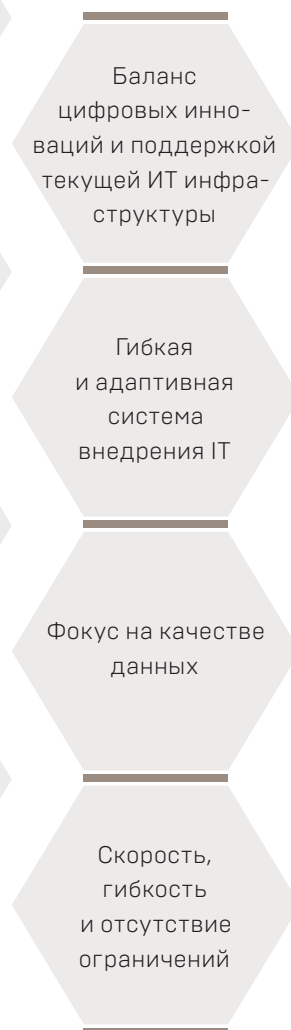 Баланс
цифровых инно-
ваций и поддержкой
текущей ИТ инфра-
структуры
Гибкая
и адаптивная
система
внедрения IT
Фокус на качестве
данных
Скорость,
гибкость
и отсутствие
ограничений